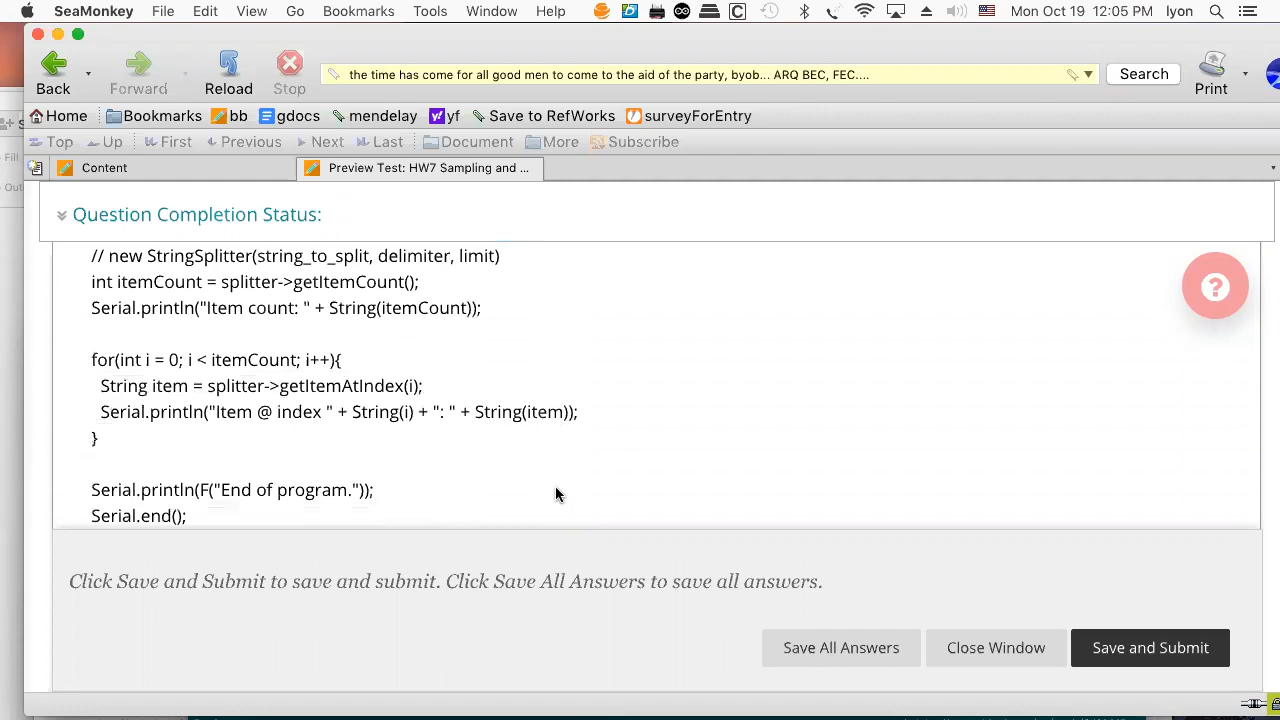 SeaMonkey File Edit View Go Bookmarks Tools Window Help Mon Oct 19 12:05 PM lyon
Back Forward Reload Stop the time has come for all good men to come to the aid of the party, byob... ARQ BEC, FEC.... Search Print
Home Bookmarks bb gdocs mendelay yf Save to RefWorks surveyForEntry
Top Up First Previous Next Last Document More Subscribe
Content Preview Test: HW7 Sampling and ...
Question Completion Status:
// new StringSplitter(string_to_split, delimiter, limit)
int itemCount = splitter->getItemCount();
Serial.println("Item count: " + String(itemCount));
for(int i = 0; i < itemCount; i++){
String item = splitter->getItemAtIndex(i);
Serial.println("Item @ index " + String(i) + ": " + String(item));
}
Serial.println(F("End of program."));
Serial.end();
Click Save and Submit to save and submit. Click Save All Answers to save all answers.
Save All Answers Close Window Save and Submit